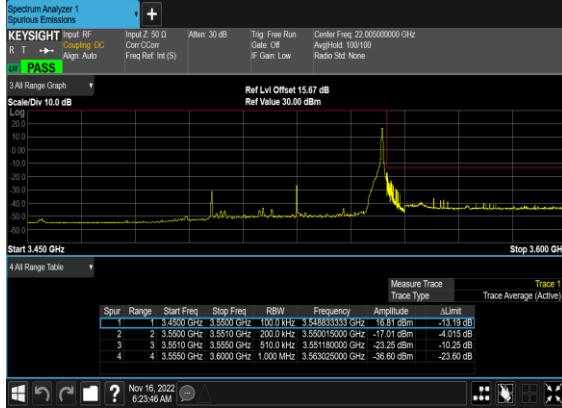 Spectrum Analyzer 1
Spurious Emissions
KEYSIGHT Input: RF Input Z: 50 Ω Atten: 30 dB Trig: Free Run Center Freq: 22.005000000 GHz
R T Coupling: DC Corr CCorr Gate: Off Avg|Hold: 100/100
Align: Auto Freq Ref: Int (S) IF Gain: Low Radio Std: None
PASS
3 All Range Graph
Ref Lvl Offset 15.67 dB
Scale/Div 10.0 dB Ref Value 30.00 dBm
Log
20.0
10.0
0.00
-10.0
-20.0
-30.0
-40.0
-50.0
-60.0
Start 3.450 GHz Stop 3.600 GH
4 All Range Table
Measure Trace Trace 1
Trace Type Trace Average (Active)
Spur Range Start Freq Stop Freq RBW Frequency Amplitude ΔLimit
1 1 3.4500 GHz 3.5500 GHz 100.0 kHz 3.548833333 GHz 16.81 dBm -13.19 dB
2 2 3.5500 GHz 3.5510 GHz 200.0 kHz 3.550015000 GHz -17.01 dBm -4.015 dB
3 3 3.5510 GHz 3.5550 GHz 510.0 kHz 3.551180000 GHz -23.25 dBm -10.25 dB
4 4 3.5550 GHz 3.6000 GHz 1.000 MHz 3.563025000 GHz -36.60 dBm -23.60 dB
Nov 16, 2022
6:23:46 AM